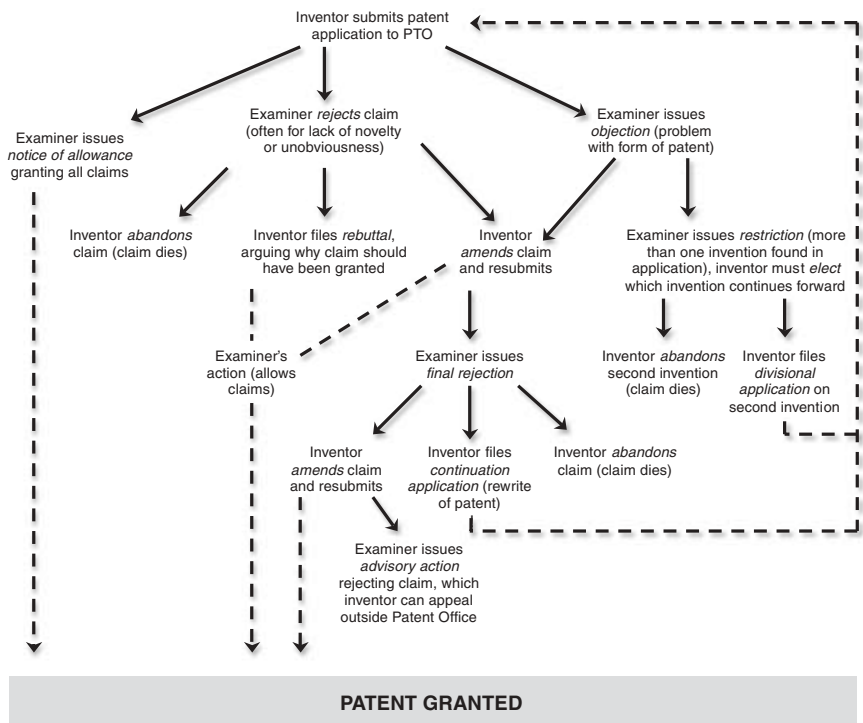 Inventor submits patent
application to PTO
Examiner issues
notice of allowance
granting all claims
Examiner rejects claim
(often for lack of novelty
or unobviousness)
Examiner issues
objection (problem
with form of patent)
Inventor abandons
claim (claim dies)
Inventor files rebuttal,
arguing why claim should
have been granted
Inventor
amends claim
and resubmits
Examiner issues restriction (more
than one invention found in
application), inventor must elect
which invention continues forward
Examiner's
action (allows
claims)
Examiner issues
final rejection
Inventor abandons
second invention
(claim dies)
Inventor files
divisional
application on
second invention
Inventor
amends claim
and resubmits
Inventor files
continuation
application (rewrite
of patent)
Inventor abandons
claim (claim dies)
Examiner issues
advisory action
rejecting claim, which
inventor can appeal
outside Patent Office
PATENT GRANTED